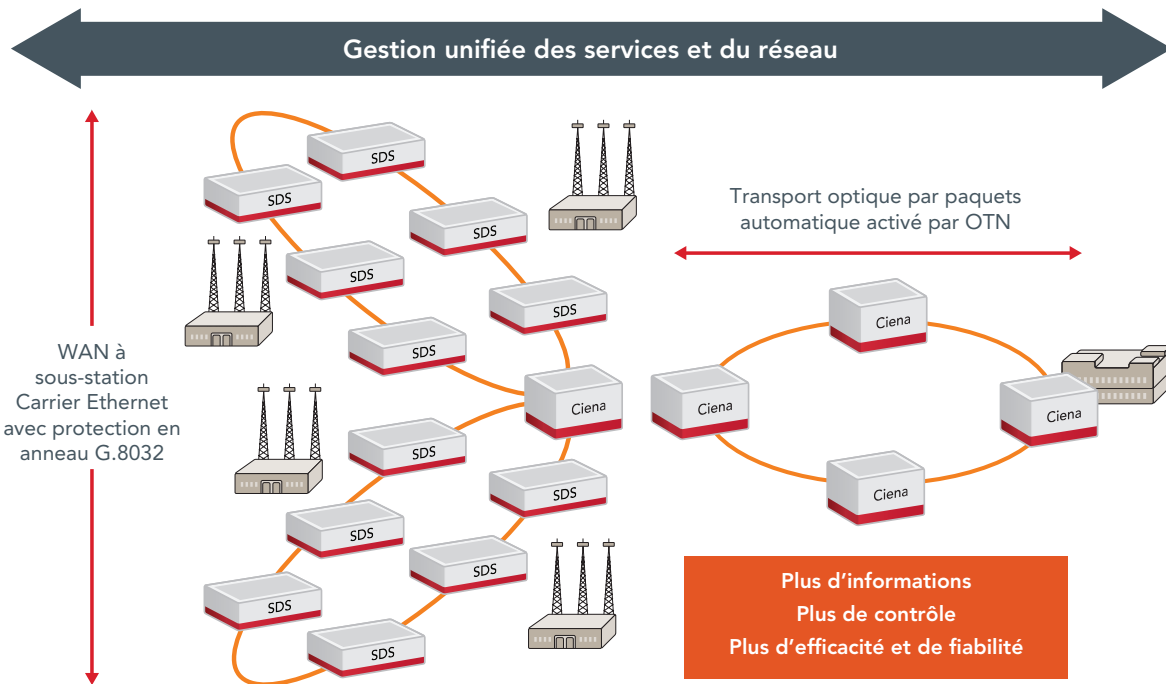 Gestion unifiée des services et du réseau
SDS
SDS
SDS
SDS
SDS
SDS
Ciena
SDS
SDS
SDS
SDS
SDS
SDS
WAN à
sous-station
Carrier Ethernet
avec protection en
anneau G.8032
Transport optique par paquets
automatique activé par OTN
Ciena
Ciena
Ciena
Ciena
Plus d’informations
Plus de contrôle
Plus d’efficacité et de fiabilité